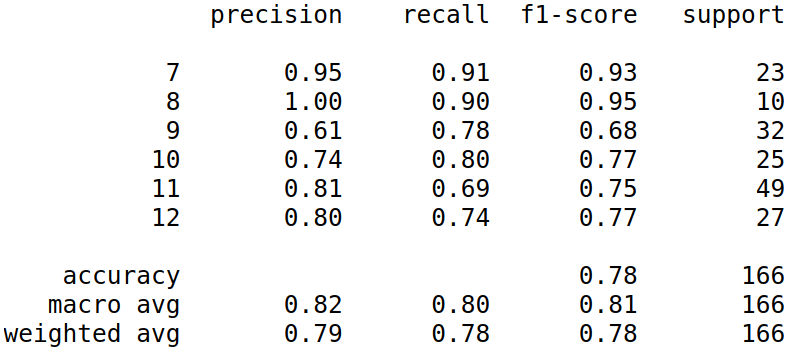 precision recall f1-score support
7 0.95 0.91 0.93 23
8 1.00 0.90 0.95 10
9 0.61 0.78 0.68 32
10 0.74 0.80 0.77 25
11 0.81 0.69 0.75 49
12 0.80 0.74 0.77 27
accuracy 0.78 166
macro avg 0.82 0.80 0.81 166
weighted avg 0.79 0.78 0.78 166